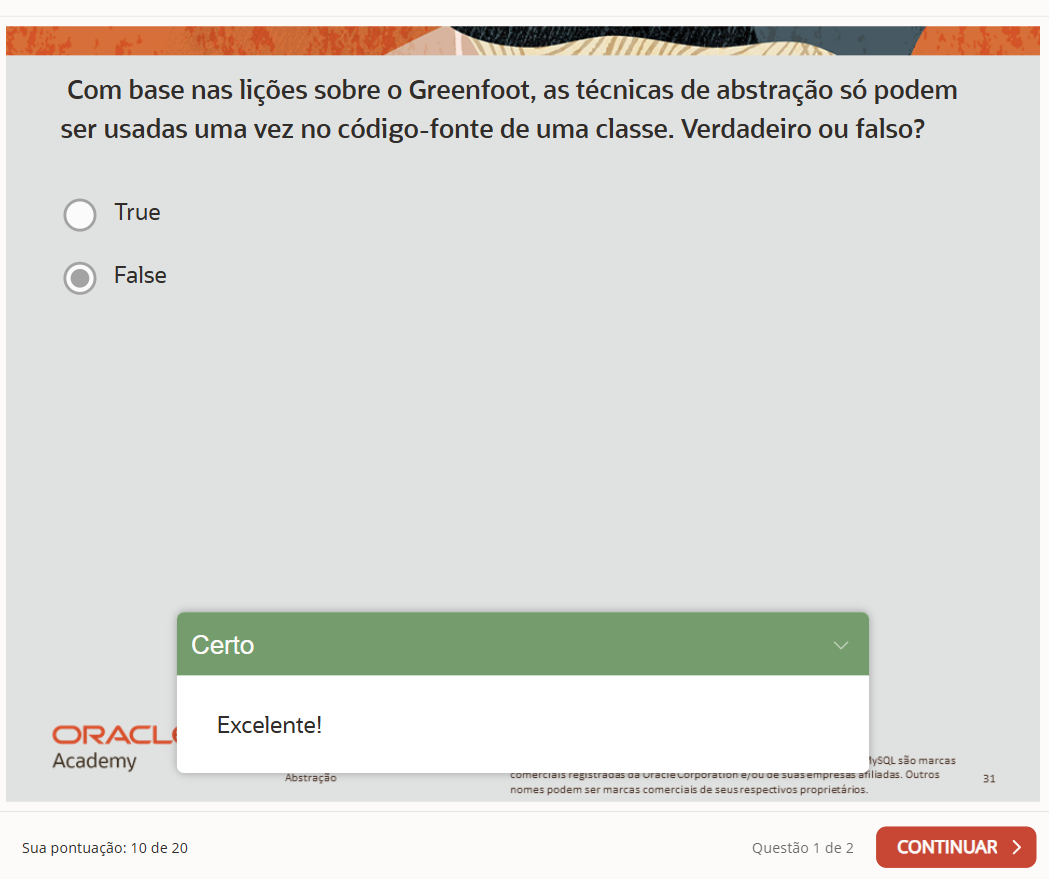 Com base nas lições sobre o Greenfoot, as técnicas de abstração só podem
ser usadas uma vez no código-fonte de uma classe. Verdadeiro ou falso?
True
False
Certo
Excelente!
ORACL
Academy
Abstração
MySQL são marcas
comerciais registradas da Oracle Corporation e/ou de suas empresas afiliadas. Outros
nomes podem ser marcas comerciais de seus respectivos proprietários.
31
Sua pontuação: 10 de 20
Questão 1 de 2
CONTINUAR